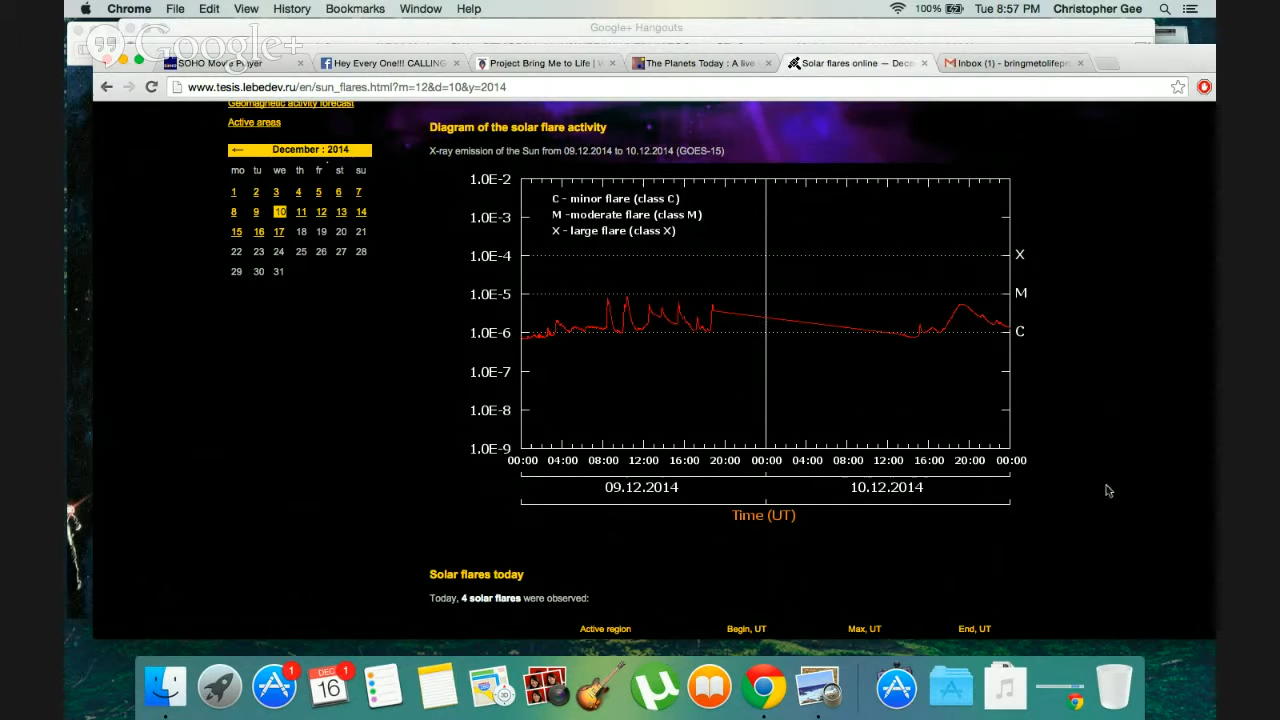 Chrome File Edit View History Bookmarks Window Help 100% Tue 8:57 PM Christopher Gee
Google+ Hangouts
Google+
SOHO Movie Player Hey Every One!!! CALLING Project Bring Me to Life | W The Planets Today : A live Solar flares online — Dece Inbox (1) - bringmetolifepr
www.tesis.lebedev.ru/en/sun_flares.html?m=12&d=10&y=2014
Geomagnetic activity forecast
Active areas
December : 2014
mo tu we th fr st su
1 2 3 4 5 6 7
8 9 10 11 12 13 14
15 16 17 18 19 20 21
22 23 24 25 26 27 28
29 30 31
Diagram of the solar flare activity
X-ray emission of the Sun from 09.12.2014 to 10.12.2014 (GOES-15)
1.0E-2
C - minor flare (class C)
1.0E-3
M -moderate flare (class M)
X - large flare (class X)
1.0E-4 X
1.0E-5 M
1.0E-6 C
1.0E-7
1.0E-8
1.0E-9
00:00 04:00 08:00 12:00 16:00 20:00 00:00 04:00 08:00 12:00 16:00 20:00 00:00
09.12.2014 10.12.2014
Time (UT)
Solar flares today
Today, 4 solar flares were observed:
Active region Begin, UT Max, UT End, UT
1
DEC 1
16